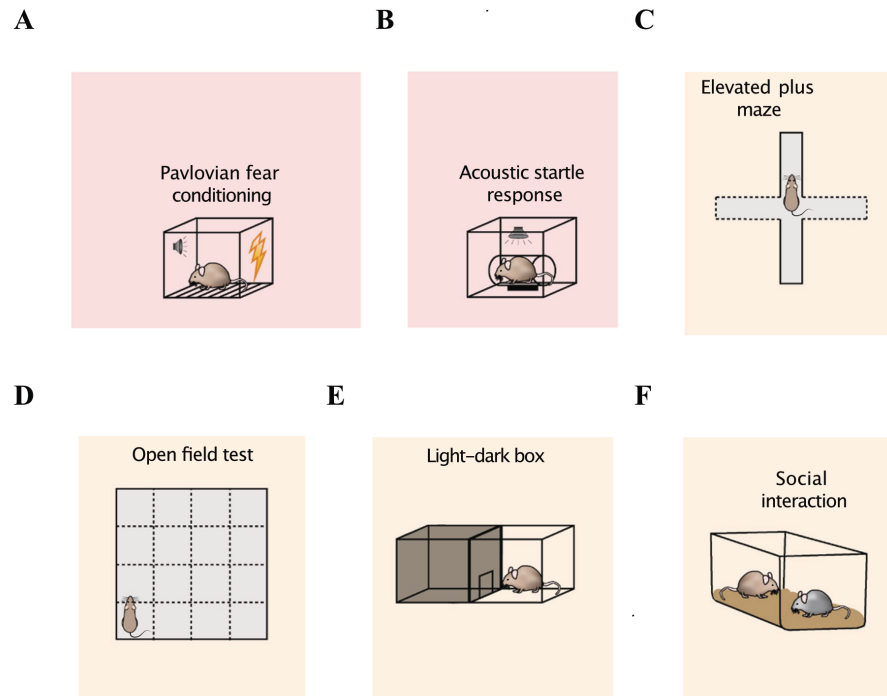 A
B
C
Pavlovian fear
conditioning
Acoustic startle
response
Elevated plus
maze
D
E
F
Open field test
Light–dark box
Social
interaction